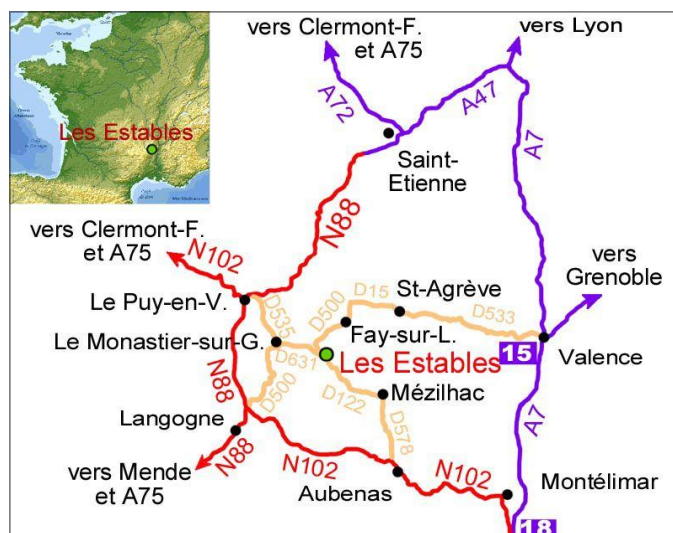 Les Estables
vers Clermont-F.
et A75
vers Lyon
A72
A47
A7
Saint-
Etienne
N88
vers Clermont-F.
et A75
N102
vers
Grenoble
Le Puy-en-V.
D535
D500
D15
St-Agrève
D533
Le Monastier-sur-G.
D631
Fay-sur-L.
Les Estables
15
Valence
N88
D500
D122
Mézilhac
A7
Langogne
D578
N88
N102
vers Mende
et A75
Aubenas
N102
Montélimar
18